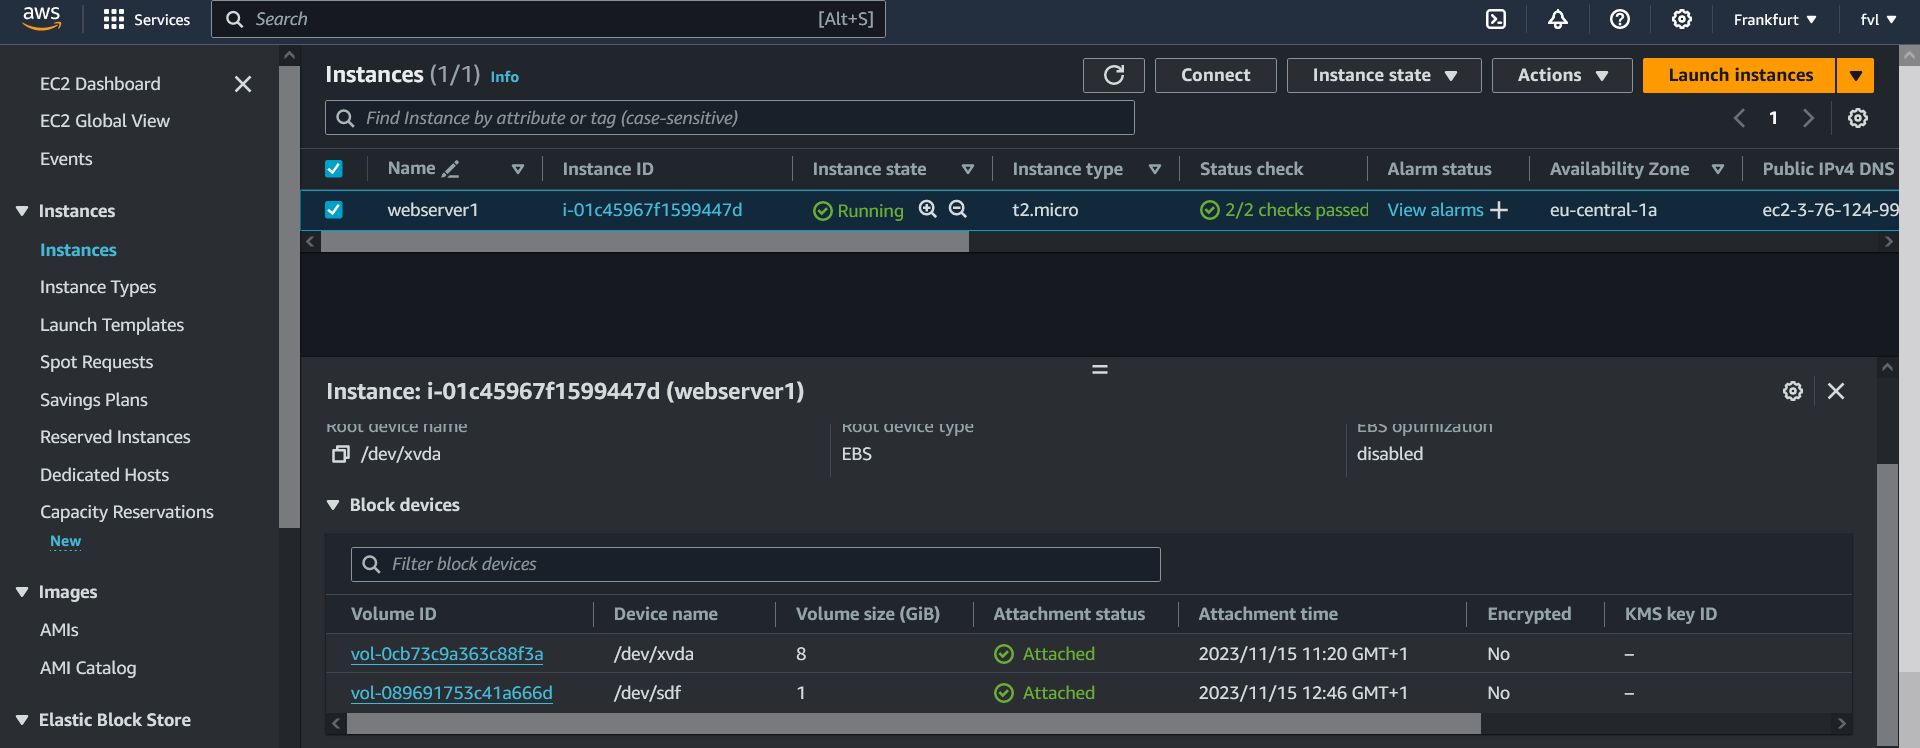 aws Services Search [Alt+S] Frankfurt ▼ fvl ▼
EC2 Dashboard
EC2 Global View
Events
Instances
Instances
Instance Types
Launch Templates
Spot Requests
Savings Plans
Reserved Instances
Dedicated Hosts
Capacity Reservations
New
Images
AMIs
AMI Catalog
Elastic Block Store
Instances (1/1) Info Connect Instance state ▼ Actions ▼ Launch instances ▼
Find Instance by attribute or tag (case-sensitive) 1
Name Instance ID Instance state Instance type Status check Alarm status Availability Zone Public IPv4 DNS
webserver1 i-01c45967f1599447d Running t2.micro 2/2 checks passed View alarms + eu-central-1a ec2-3-76-124-99
Instance: i-01c45967f1599447d (webserver1)
Root device name Root device type EBS optimization
/dev/xvda EBS disabled
Block devices
Filter block devices
Volume ID Device name Volume size (GiB) Attachment status Attachment time Encrypted KMS key ID
vol-0cb73c9a363c88f3a /dev/xvda 8 Attached 2023/11/15 11:20 GMT+1 No –
vol-089691753c41a666d /dev/sdf 1 Attached 2023/11/15 12:46 GMT+1 No –